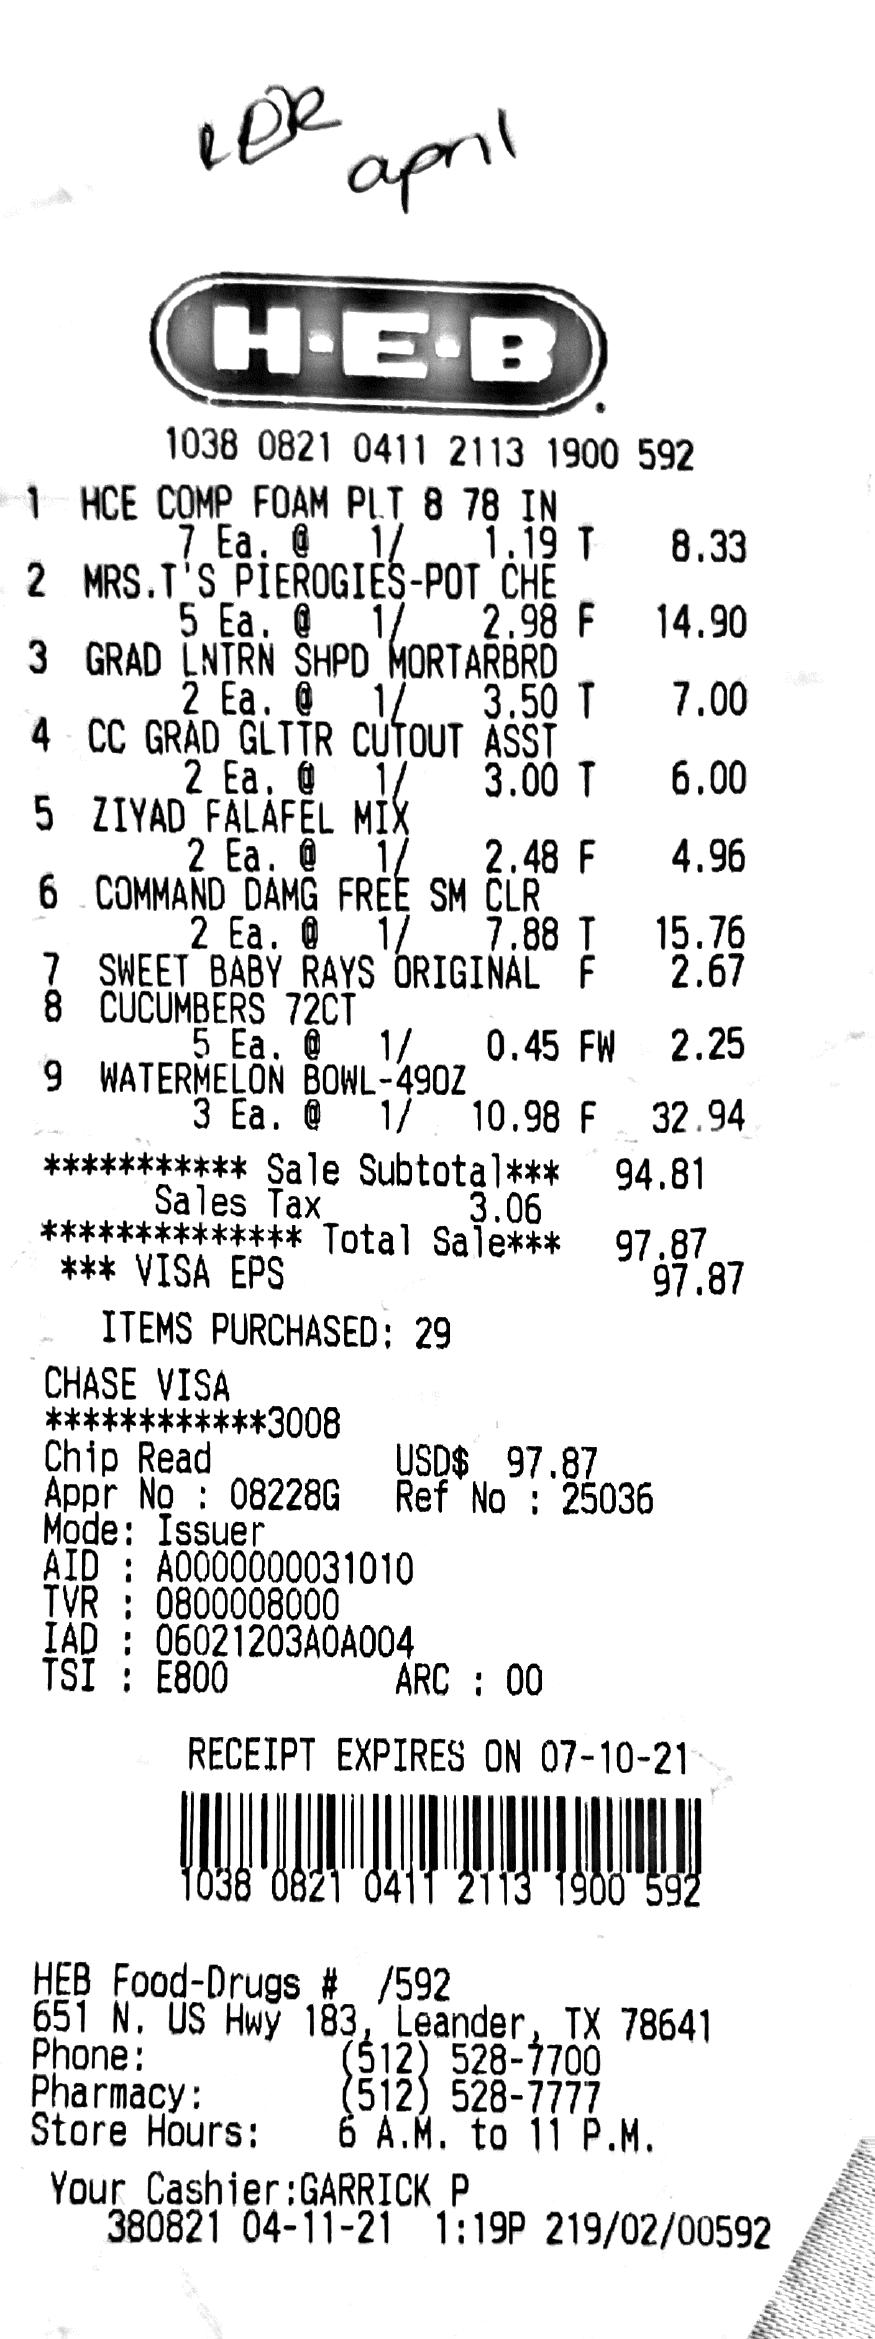 april
H·E·B
1038 0821 0411 2113 1900 592
1 HCE COMP FOAM PLT 8 78 IN
7 Ea. @ 1/ 1.19 T 8.33
2 MRS.T'S PIEROGIES-POT CHE
5 Ea. @ 1/ 2.98 F 14.90
3 GRAD LNTRN SHPD MORTARBRD
2 Ea. @ 1/ 3.50 T 7.00
4 CC GRAD GLTTR CUTOUT ASST
2 Ea. @ 1/ 3.00 T 6.00
5 ZIYAD FALAFEL MIX
2 Ea. @ 1/ 2.48 F 4.96
6 COMMAND DAMG FREE SM CLR
2 Ea. @ 1/ 7.88 T 15.76
7 SWEET BABY RAYS ORIGINAL F 2.67
8 CUCUMBERS 72CT
5 Ea. @ 1/ 0.45 FW 2.25
9 WATERMELON BOWL-49OZ
3 Ea. @ 1/ 10.98 F 32.94
*********** Sale Subtotal*** 94.81
Sales Tax 3.06
************** Total Sale*** 97.87
*** VISA EPS 97.87
ITEMS PURCHASED: 29
CHASE VISA
************3008
Chip Read USD$ 97.87
Appr No : 08228G Ref No : 25036
Mode: Issuer
AID : A0000000031010
TVR : 0800008000
IAD : 06021203A0A004
TSI : E800 ARC : 00
RECEIPT EXPIRES ON 07-10-21
1038 0821 0411 2113 1900 592
HEB Food-Drugs # /592
651 N. US Hwy 183, Leander, TX 78641
Phone: (512) 528-7700
Pharmacy: (512) 528-7777
Store Hours: 6 A.M. to 11 P.M.
Your Cashier:GARRICK P
380821 04-11-21 1:19P 219/02/00592